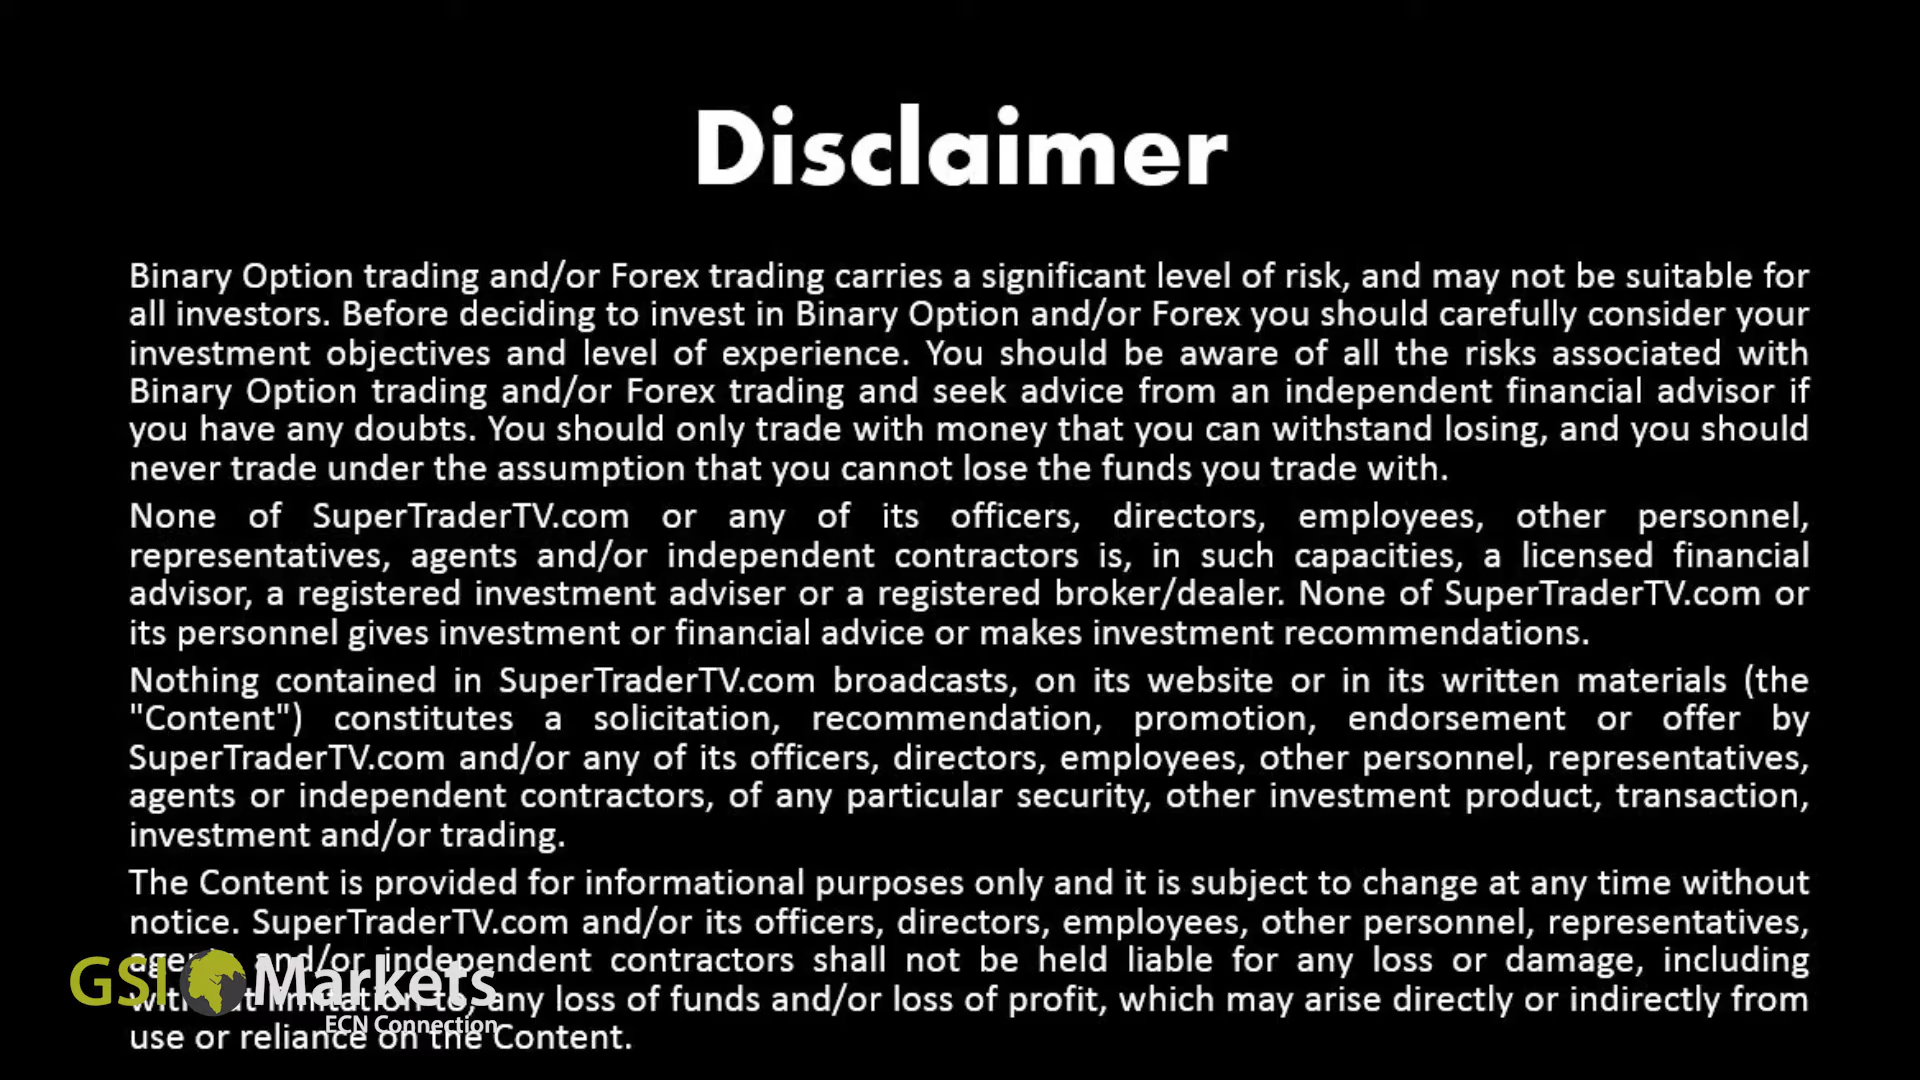 Disclaimer
Binary Option trading and/or Forex trading carries a significant level of risk, and may not be suitable for
all investors. Before deciding to invest in Binary Option and/or Forex you should carefully consider your
investment objectives and level of experience. You should be aware of all the risks associated with
Binary Option trading and/or Forex trading and seek advice from an independent financial advisor if
you have any doubts. You should only trade with money that you can withstand losing, and you should
never trade under the assumption that you cannot lose the funds you trade with.
None of SuperTraderTV.com or any of its officers, directors, employees, other personnel,
representatives, agents and/or independent contractors is, in such capacities, a licensed financial
advisor, a registered investment adviser or a registered broker/dealer. None of SuperTraderTV.com or
its personnel gives investment or financial advice or makes investment recommendations.
Nothing contained in SuperTraderTV.com broadcasts, on its website or in its written materials (the
"Content") constitutes a solicitation, recommendation, promotion, endorsement or offer by
SuperTraderTV.com and/or any of its officers, directors, employees, other personnel, representatives,
agents or independent contractors, of any particular security, other investment product, transaction,
investment and/or trading.
The Content is provided for informational purposes only and it is subject to change at any time without
notice. SuperTraderTV.com and/or its officers, directors, employees, other personnel, representatives,
agents and/or independent contractors shall not be held liable for any loss or damage, including
without limitation to, any loss of funds and/or loss of profit, which may arise directly or indirectly from
use or reliance on the Content.
GSI Markets
ECN Connection